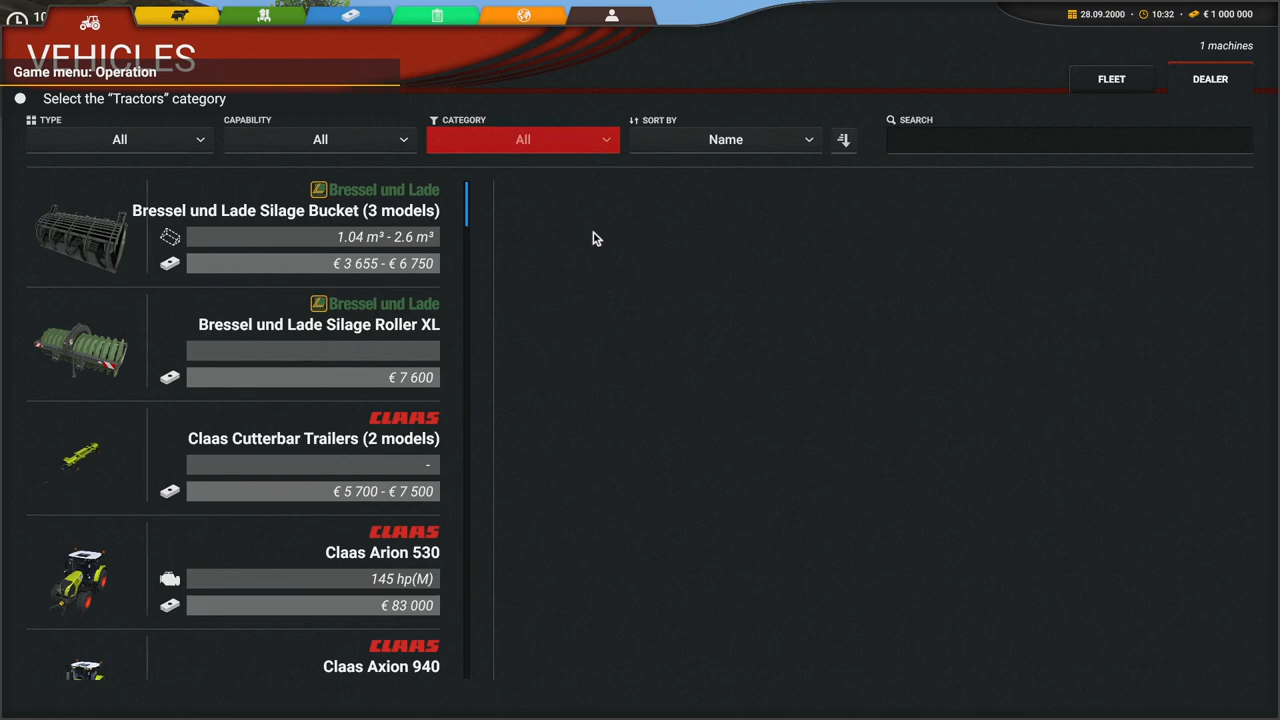 28.09.2000 • 10:32 • € 1 000 000
VEHICLES
1 machines
Game menu: Operation
FLEET
DEALER
Select the “Tractors” category
TYPE
CAPABILITY
CATEGORY
SORT BY
SEARCH
All
All
All
Name
Bressel und Lade
Bressel und Lade Silage Bucket (3 models)
1.04 m³ - 2.6 m³
€ 3 655 - € 6 750
Bressel und Lade
Bressel und Lade Silage Roller XL
€ 7 600
CLAAS
Claas Cutterbar Trailers (2 models)
-
€ 5 700 - € 7 500
CLAAS
Claas Arion 530
145 hp(M)
€ 83 000
CLAAS
Claas Axion 940